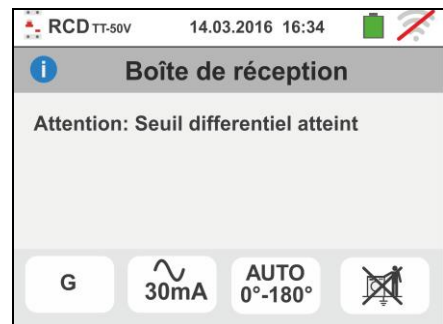 RCD TT-50V 14.03.2016 16:34
i Boîte de réception
Attention: Seuil differentiel atteint
G 30mA AUTO
0°-180°